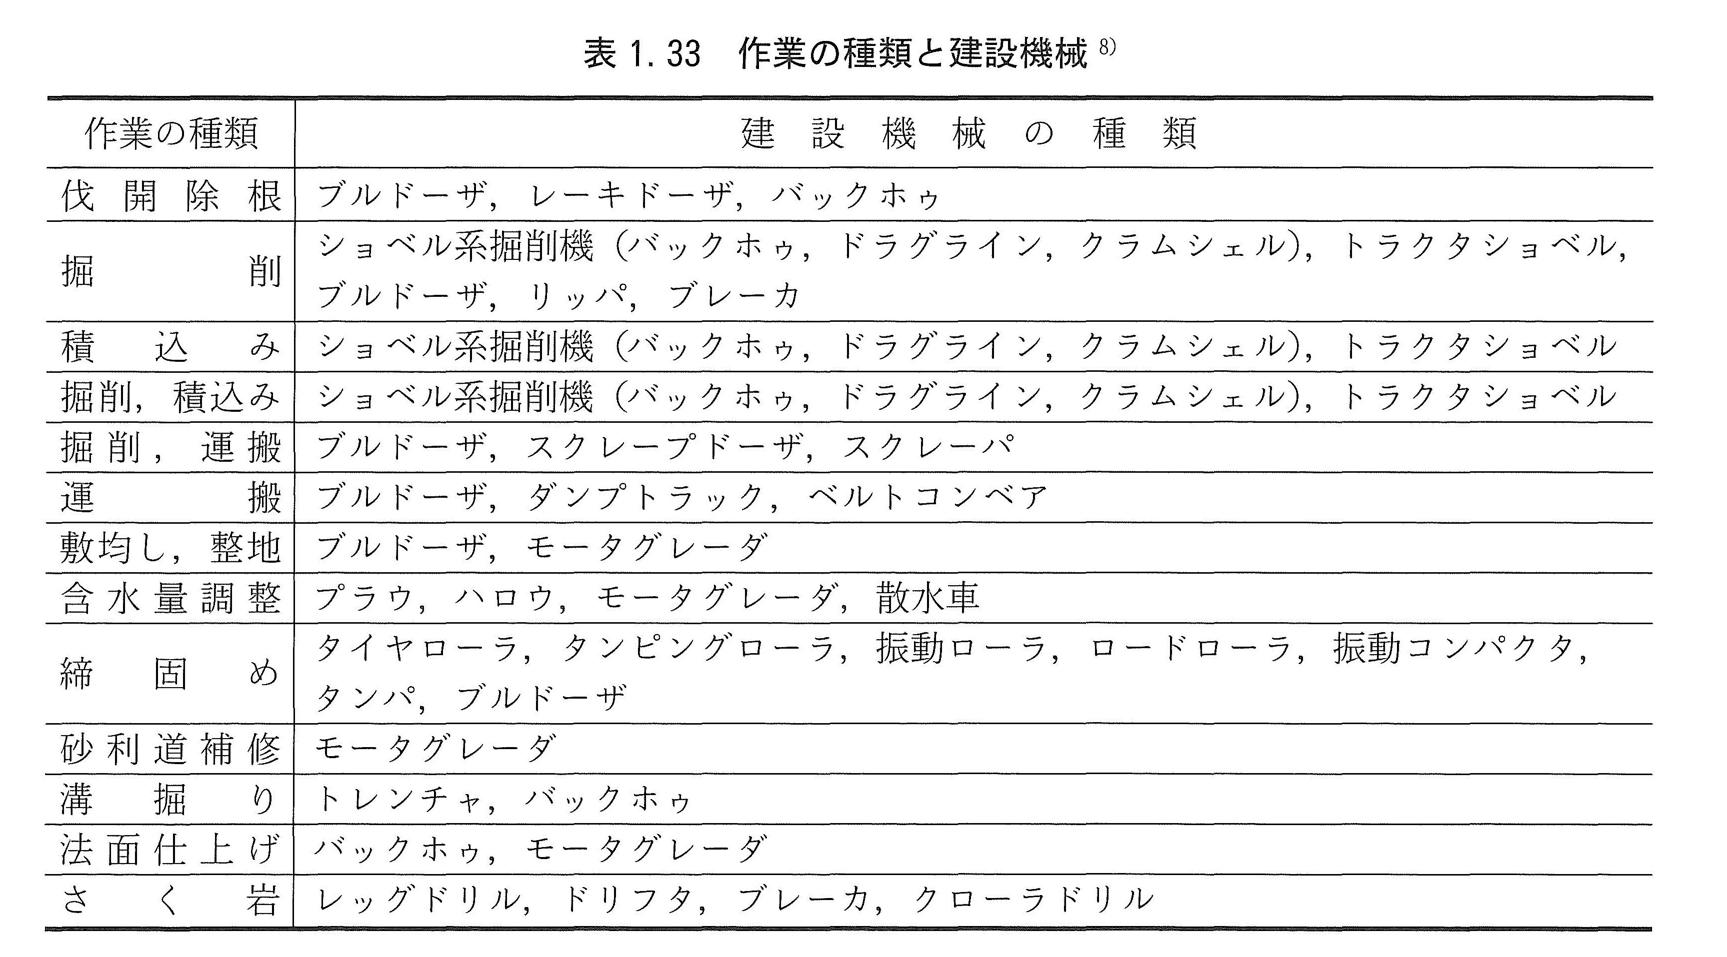 表 1.33 作業の種類と建設機械 8)
作業の種類 建設機械の種類
伐開除根 ブルドーザ，レーキドーザ，バックホゥ
掘削 ショベル系掘削機（バックホゥ，ドラグライン，クラムシェル），トラクタショベル，
ブルドーザ，リッパ，ブレーカ
積込み ショベル系掘削機（バックホゥ，ドラグライン，クラムシェル），トラクタショベル
掘削，積込み ショベル系掘削機（バックホゥ，ドラグライン，クラムシェル），トラクタショベル
掘削，運搬 ブルドーザ，スクレープドーザ，スクレーパ
運搬 ブルドーザ，ダンプトラック，ベルトコンベア
敷均し，整地 ブルドーザ，モータグレーダ
含水量調整 プラウ，ハロウ，モータグレーダ，散水車
締固め タイヤローラ，タンピングローラ，振動ローラ，ロードローラ，振動コンパクタ，
タンパ，ブルドーザ
砂利道補修 モータグレーダ
溝掘り トレンチャ，バックホゥ
法面仕上げ バックホゥ，モータグレーダ
さく岩 レッグドリル，ドリフタ，ブレーカ，クローラドリル